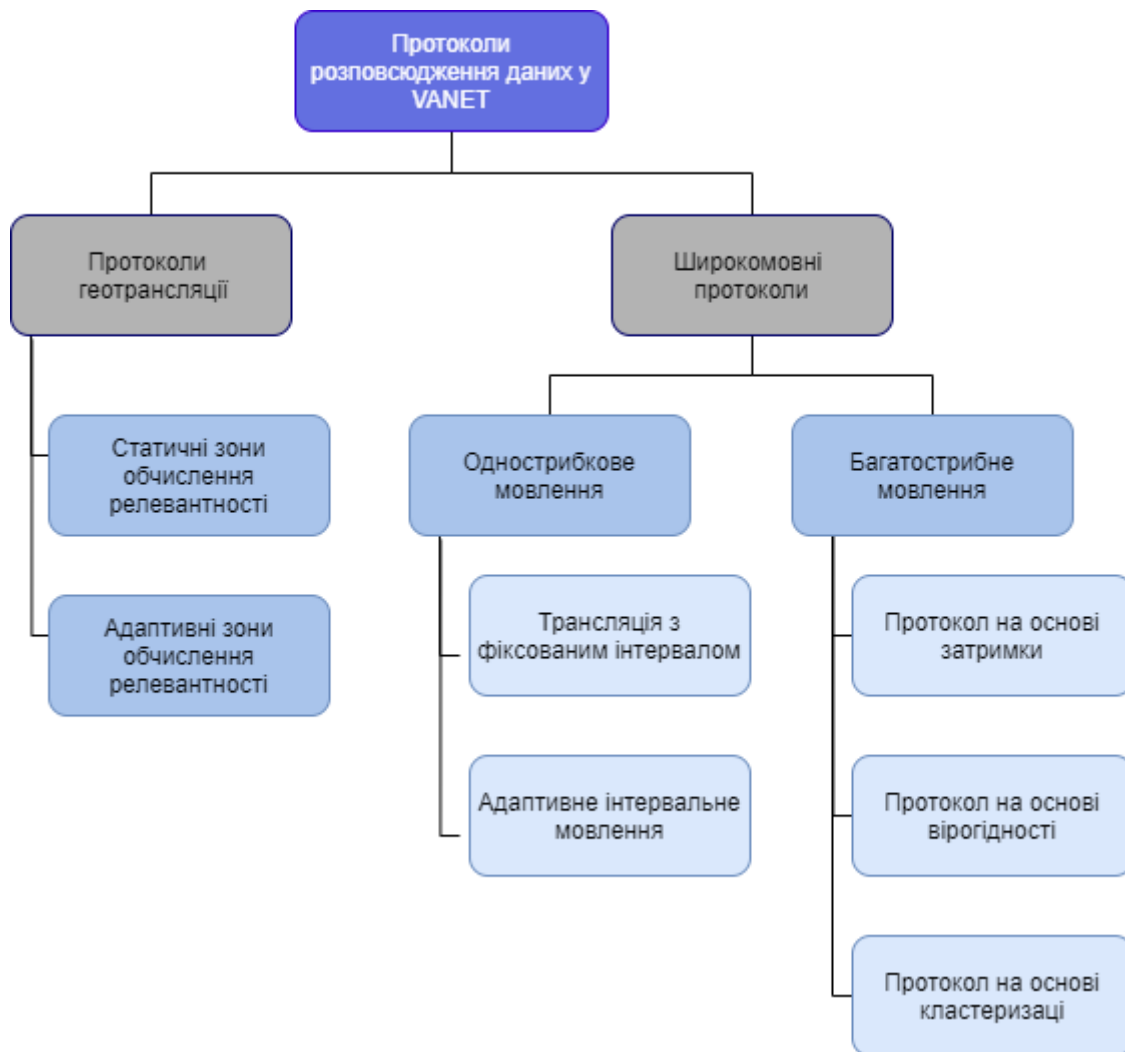 Протоколи
розповсюдження даних у
VANET
Протоколи
геотрансляції
Широкомовні
протоколи
Статичні зони
обчислення
релевантності
Адаптивні зони
обчислення
релевантності
Однострибкове
мовлення
Трансляція з
фіксованим інтервалом
Адаптивне інтервальне
мовлення
Багатострибне
мовлення
Протокол на основі
затримки
Протокол на основі
вірогідності
Протокол на основі
кластеризаці